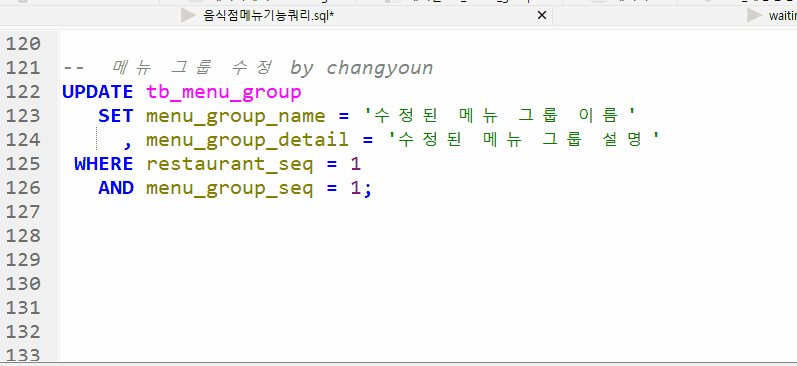 음식점메뉴기능쿼리.sql*
waitin
120
121 -- 메뉴 그룹 수정 by changyoun
122 UPDATE tb_menu_group
123 SET menu_group_name = '수정된 메뉴 그룹 이름'
124 , menu_group_detail = '수정된 메뉴 그룹 설명'
125 WHERE restaurant_seq = 1
126 AND menu_group_seq = 1;
127
128
129
130
131
132
133